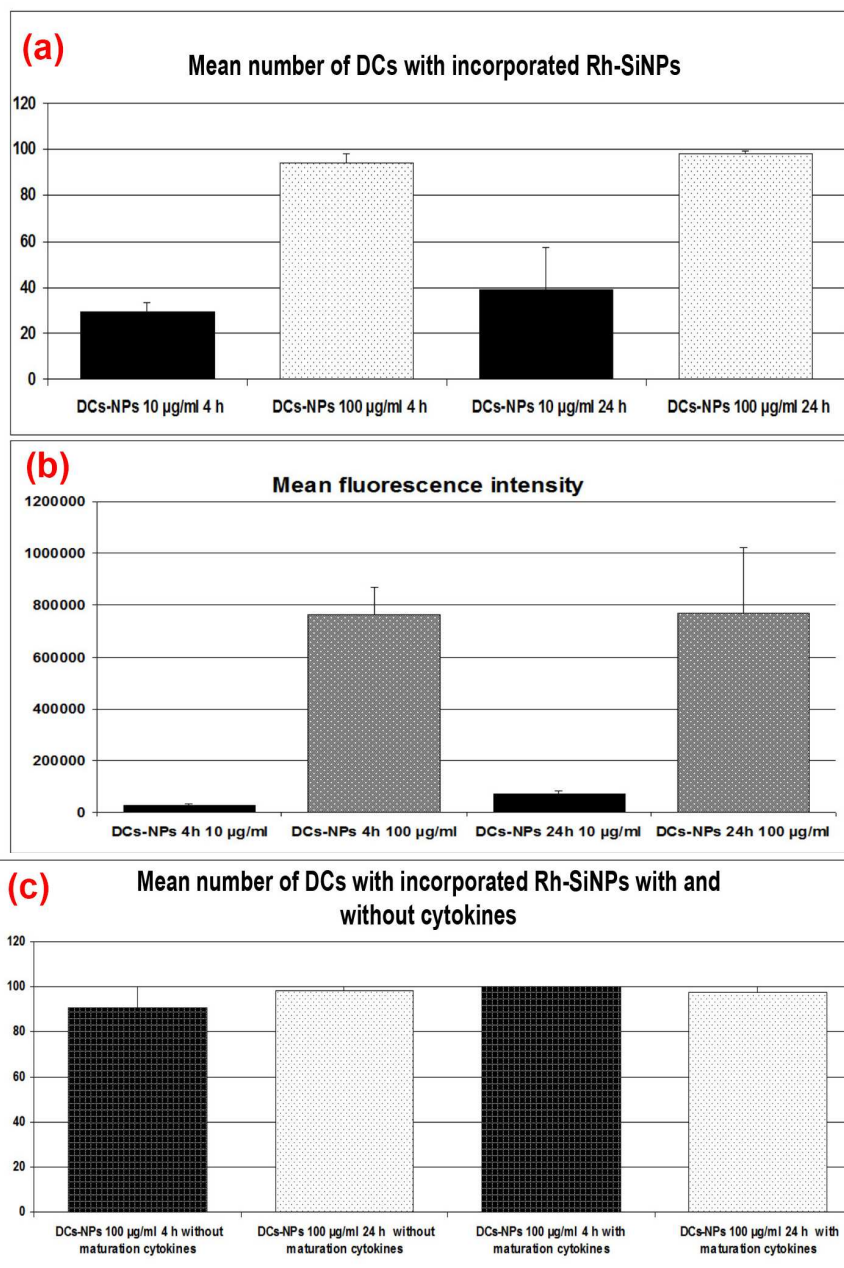 (a)
Mean number of DCs with incorporated Rh-SiNPs
120
100
80
60
40
20
0
DCs-NPs 10 µg/ml 4 h
DCs-NPs 100 µg/ml 4 h
DCs-NPs 10 µg/ml 24 h
DCs-NPs 100 µg/ml 24 h
(b)
Mean fluorescence intensity
1200000
1000000
800000
600000
400000
200000
0
DCs-NPs 4h 10 µg/ml
DCs-NPs 4h 100 µg/ml
DCs-NPs 24h 10 µg/ml
DCs-NPs 24h 100 µg/ml
(c)
Mean number of DCs with incorporated Rh-SiNPs with and
without cytokines
120
100
80
60
40
20
0
DCs-NPs 100 µg/ml 4 h without
maturation cytokines
DCs-NPs 100 µg/ml 24 h without
maturation cytokines
DCs-NPs 100 µg/ml 4 h with
maturation cytokines
DCs-NPs 100 µg/ml 24 h with
maturation cytokines